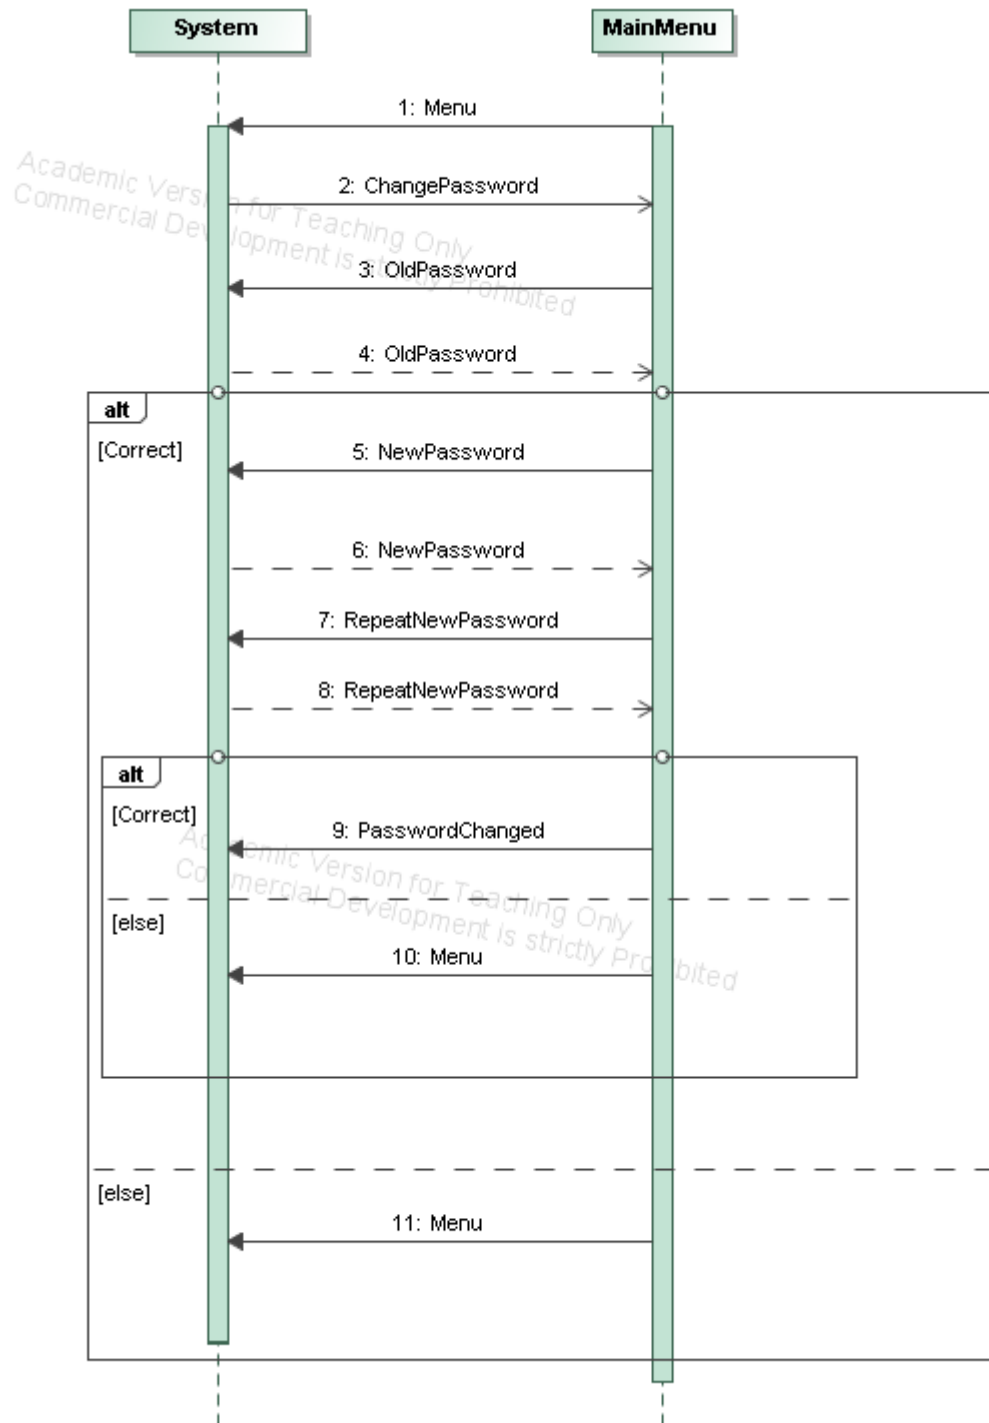 System
MainMenu
1: Menu
Academic Version for Teaching Only
Commercial Development is strictly Prohibited
2: ChangePassword
3: OldPassword
4: OldPassword
alt
[Correct]
5: NewPassword
6: NewPassword
7: RepeatNewPassword
8: RepeatNewPassword
alt
[Correct]
9: PasswordChanged
Academic Version for Teaching Only
Commercial Development is strictly Prohibited
[else]
10: Menu
[else]
11: Menu